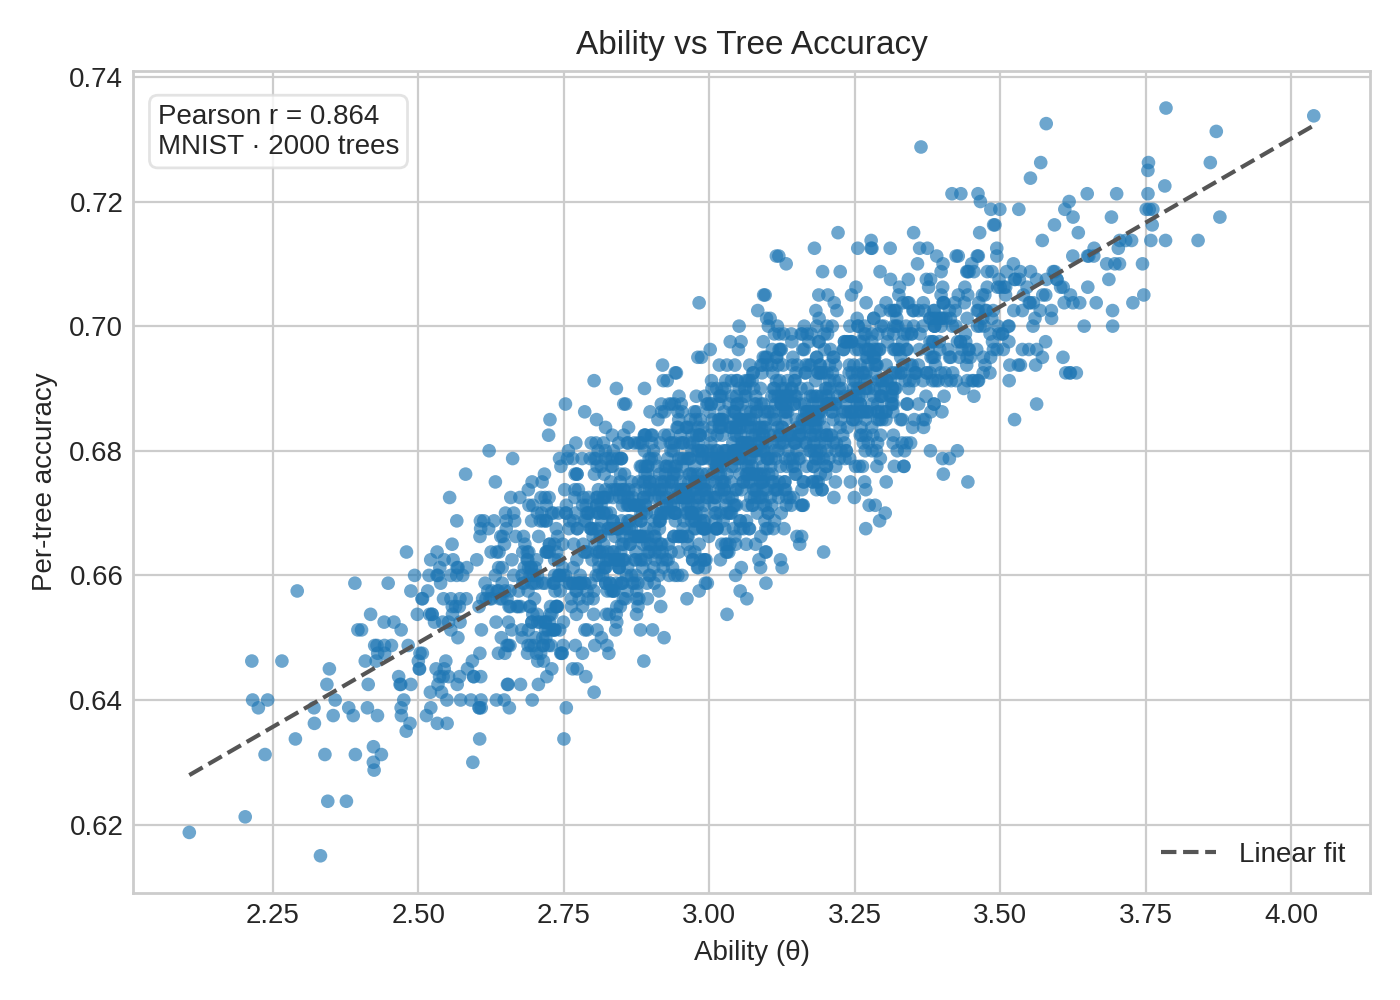 Ability vs Tree Accuracy
0.74
0.72
0.70
0.68
0.66
0.64
0.62
Per-tree accuracy
Pearson r = 0.864
MNIST · 2000 trees
Linear fit
2.25 2.50 2.75 3.00 3.25 3.50 3.75 4.00
Ability (θ)